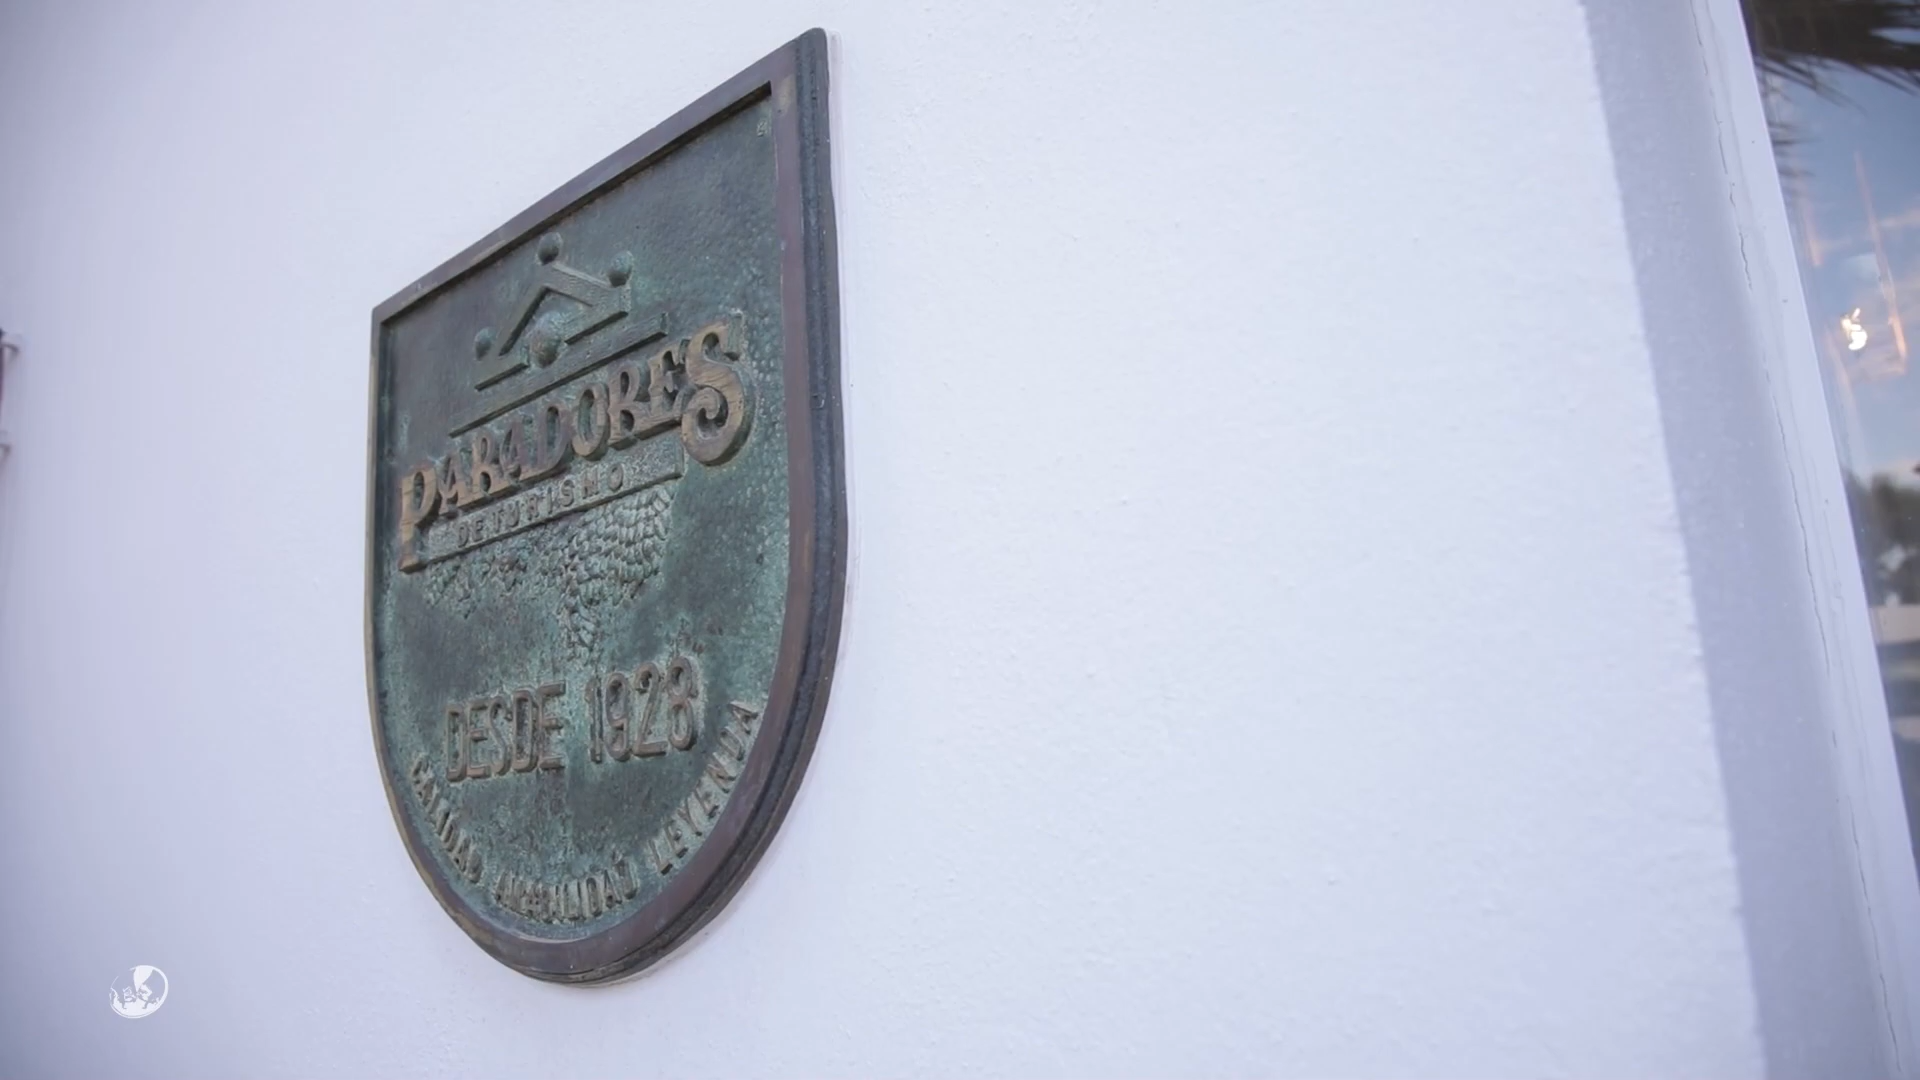 PARADORES
DE TURISMO
DESDE 1928
CALIDAD AMABILIDAD LEYENDA